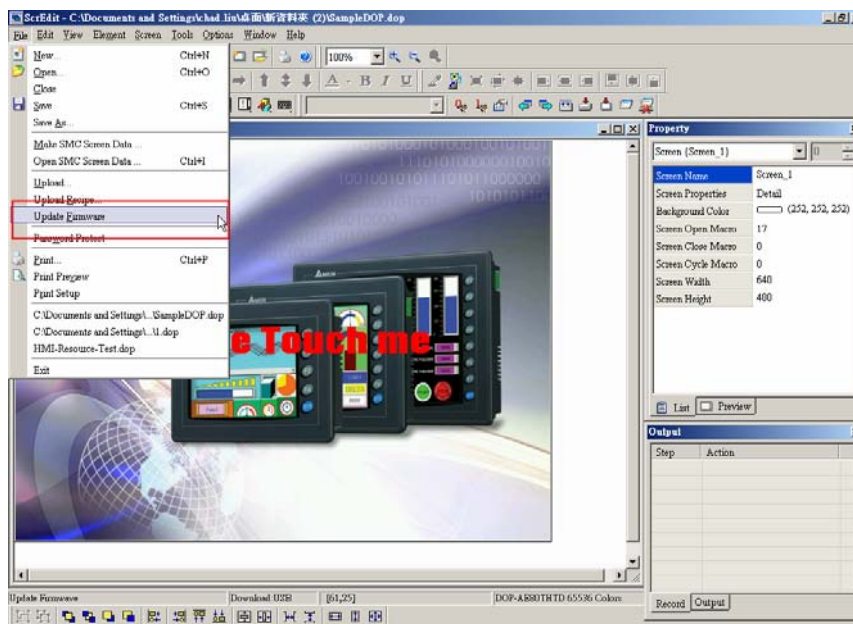 ScrEdit - C:\Documents and Settings\chad.liu\桌面\新資料夾 (2)\SampleDOP.dop
File Edit View Element Screen Tools Options Window Help
New... Ctrl+N
Open... Ctrl+O
Close
Save Ctrl+S
Save As...
Make SMC Screen Data ...
Open SMC Screen Data ... Ctrl+I
Upload...
Upload Recipe...
Update Firmware
Password Protect
Print... Ctrl+P
Print Preview
Print Setup
C:\Documents and Settings\...\SampleDOP.dop
C:\Documents and Settings\...\1.dop
HMI-Resource-Test.dop
Exit
100%
A B I U
e Touch me
Property
Screen {Screen_1} 0
Screen Name Screen_1
Screen Properties Detail
Background Color (252, 252, 252)
Screen Open Macro 17
Screen Close Macro 0
Screen Cycle Macro 0
Screen Width 640
Screen Height 480
List Preview
Output
Step Action
Record Output
Update Firmware Download:USB [61,25] DOP-AE80THTD 65536 Colors